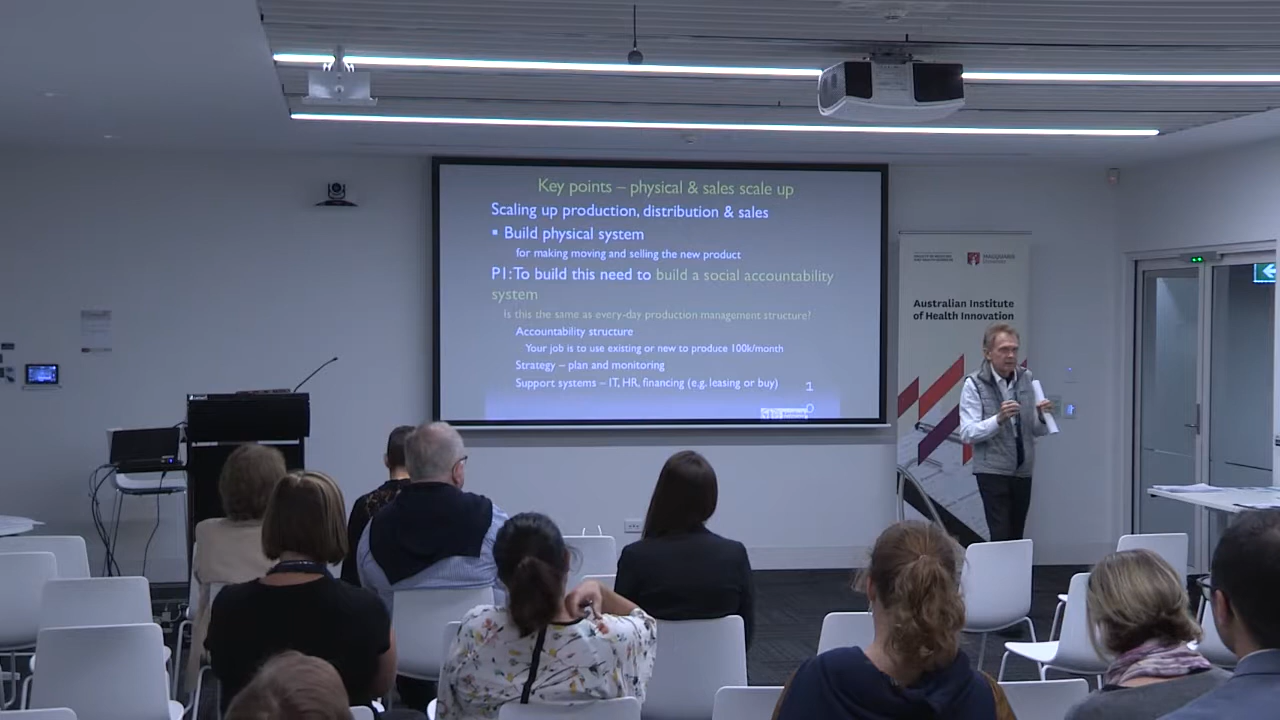 Key points – physical & sales scale up
Scaling up production, distribution & sales
▪ Build physical system
for making moving and selling the new product
P1:To build this need to build a social accountability
system
Is this the same as every-day production management structure?
Accountability structure
Your job is to use existing or new to produce 100k/month
Strategy – plan and monitoring
Support systems – IT, HR, financing (e.g. leasing or buy)
1
0
MACQUARIE
University
Australian Institute
of Health Innovation